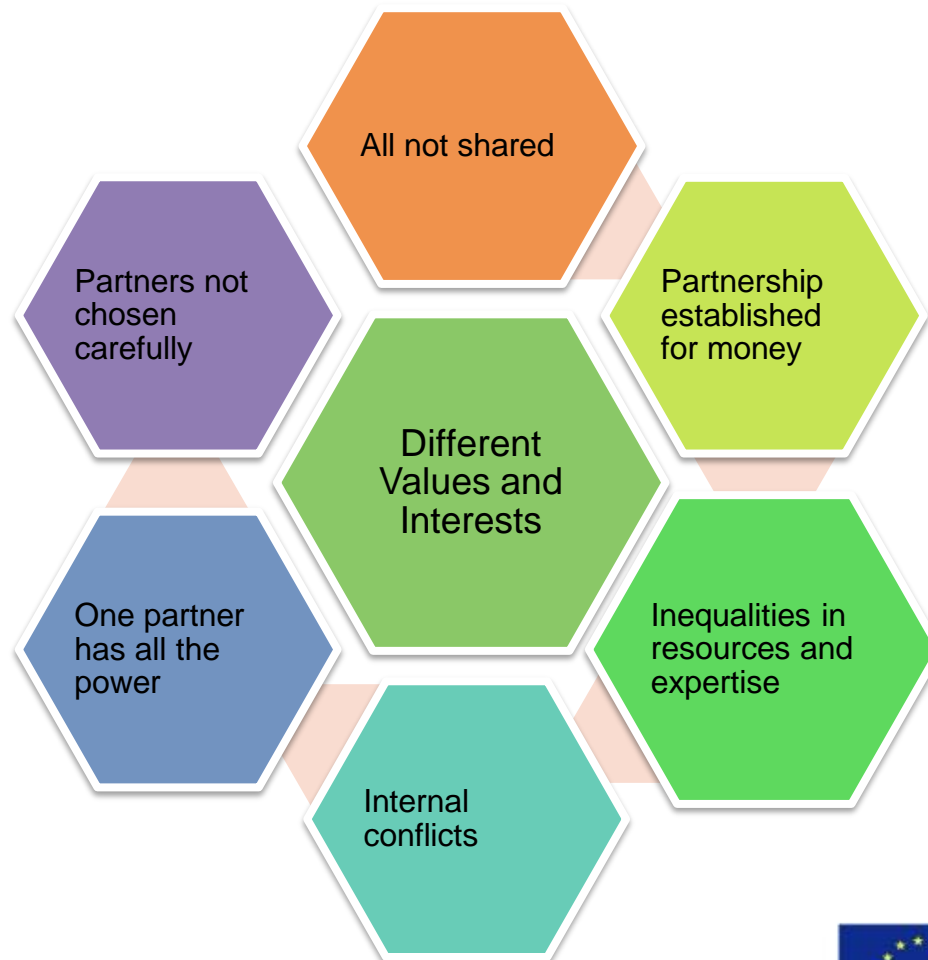 All not shared
Partnership
established
for money
Inequalities in
resources and
expertise
Internal
conflicts
One partner
has all the
power
Partners not
chosen
carefully
Different
Values and
Interests